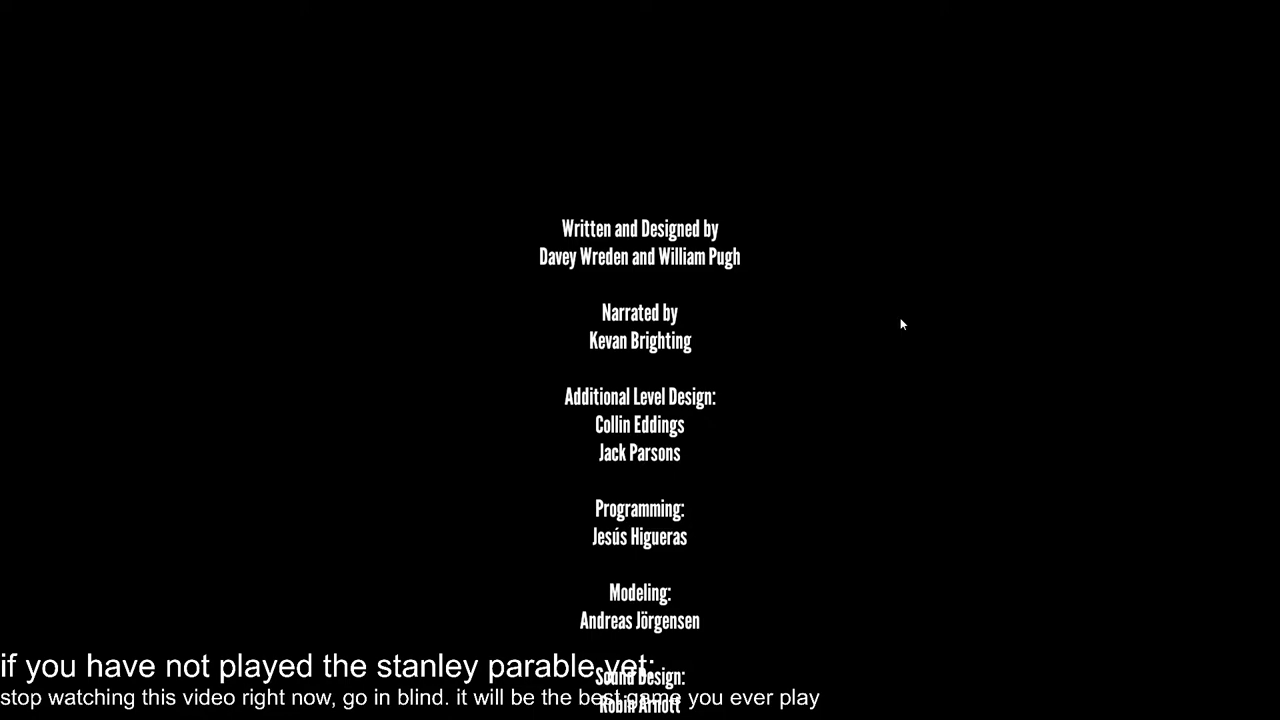 Written and Designed by
Davey Wreden and William Pugh
Narrated by
Kevan Brighting
Additional Level Design:
Collin Eddings
Jack Parsons
Programming:
Jesús Higueras
Modeling:
Andreas Jörgensen
Sound Design:
Robin Arnott
if you have not played the stanley parable yet:
stop watching this video right now, go in blind. it will be the best game you ever play